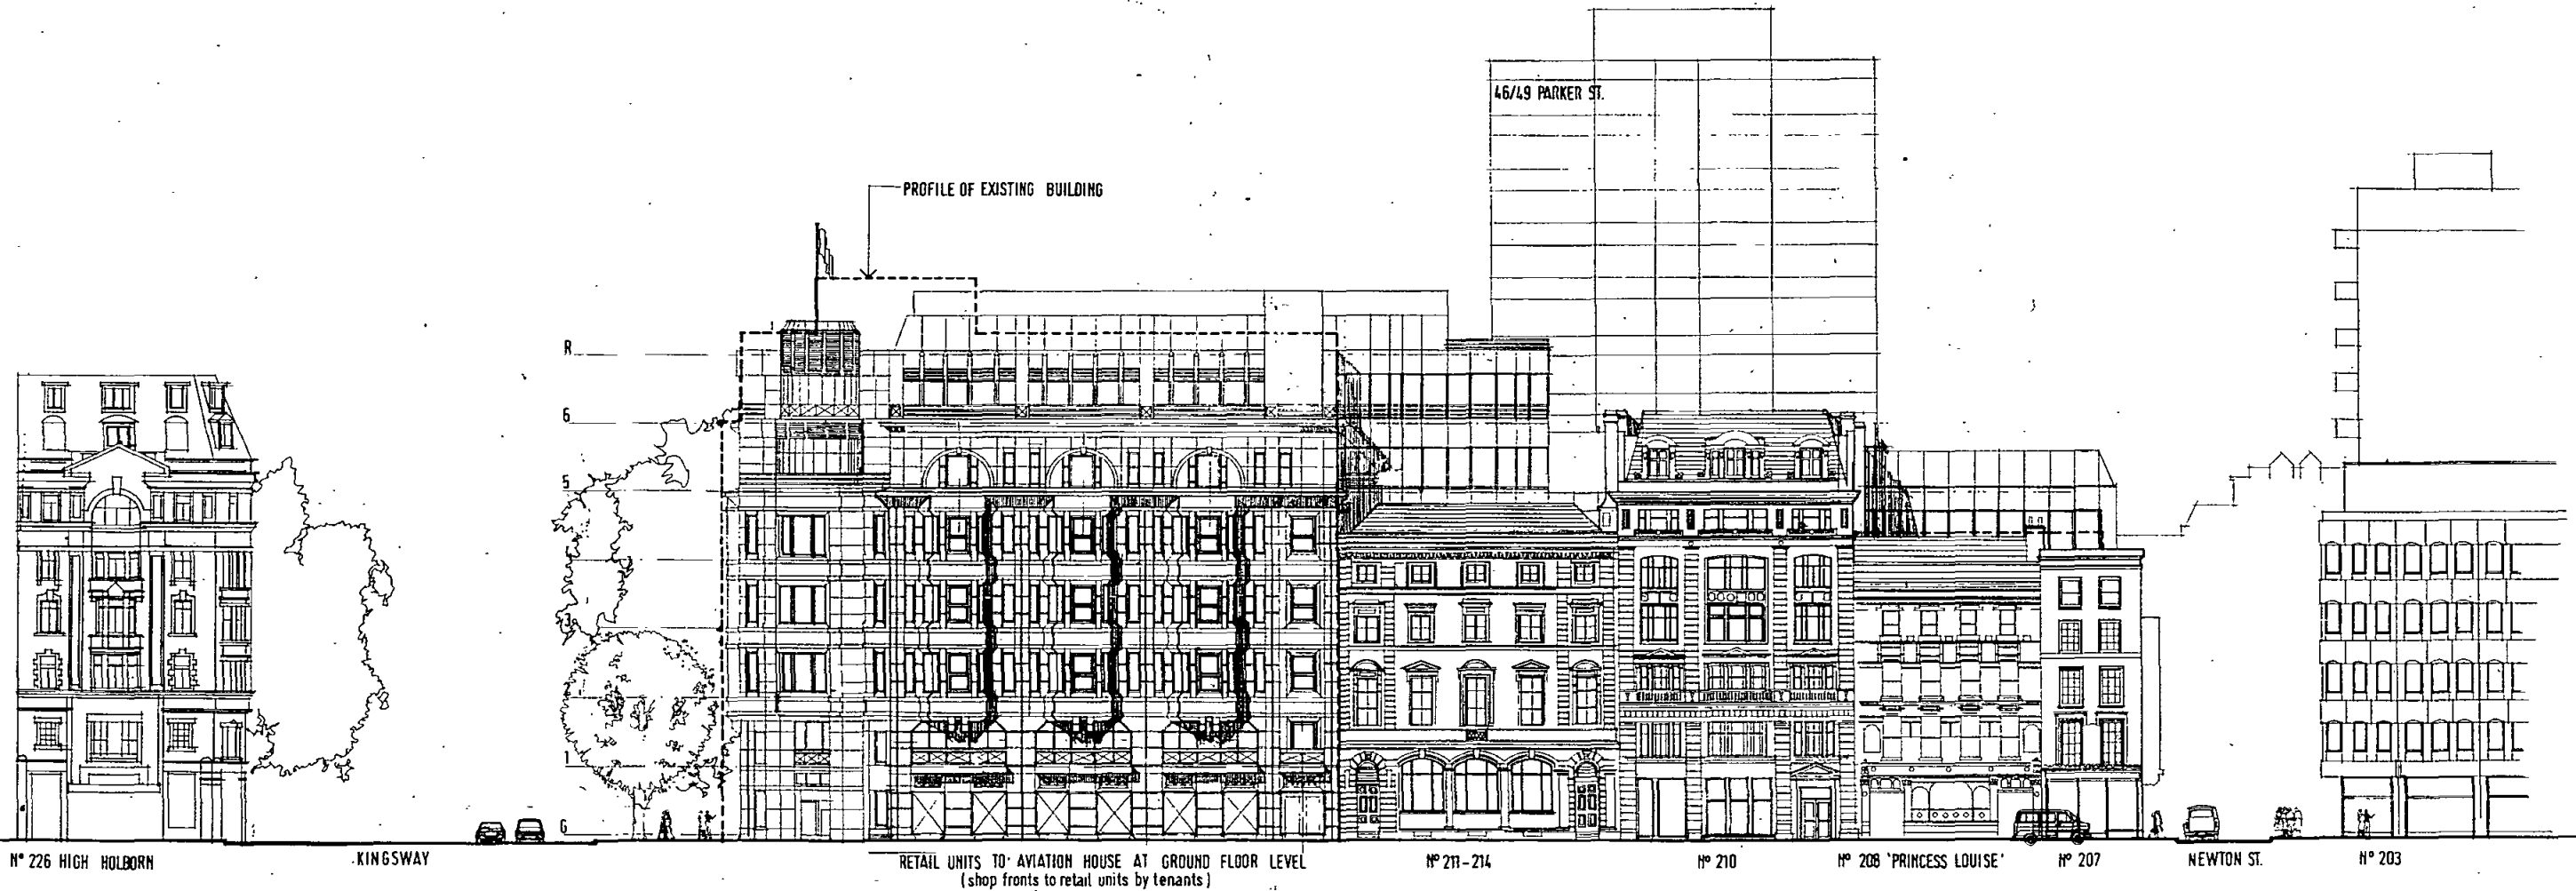 46/49 PARKER ST.
PROFILE OF EXISTING BUILDING
R
6
5
3
1
G
Nº 226 HIGH HOLBORN
KINGSWAY
RETAIL UNITS TO AVIATION HOUSE AT GROUND FLOOR LEVEL
(shop fronts to retail units by tenants)
Nº 211-214
Nº 210
Nº 208 'PRINCESS LOUISE'
Nº 207
NEWTON ST.
Nº 203